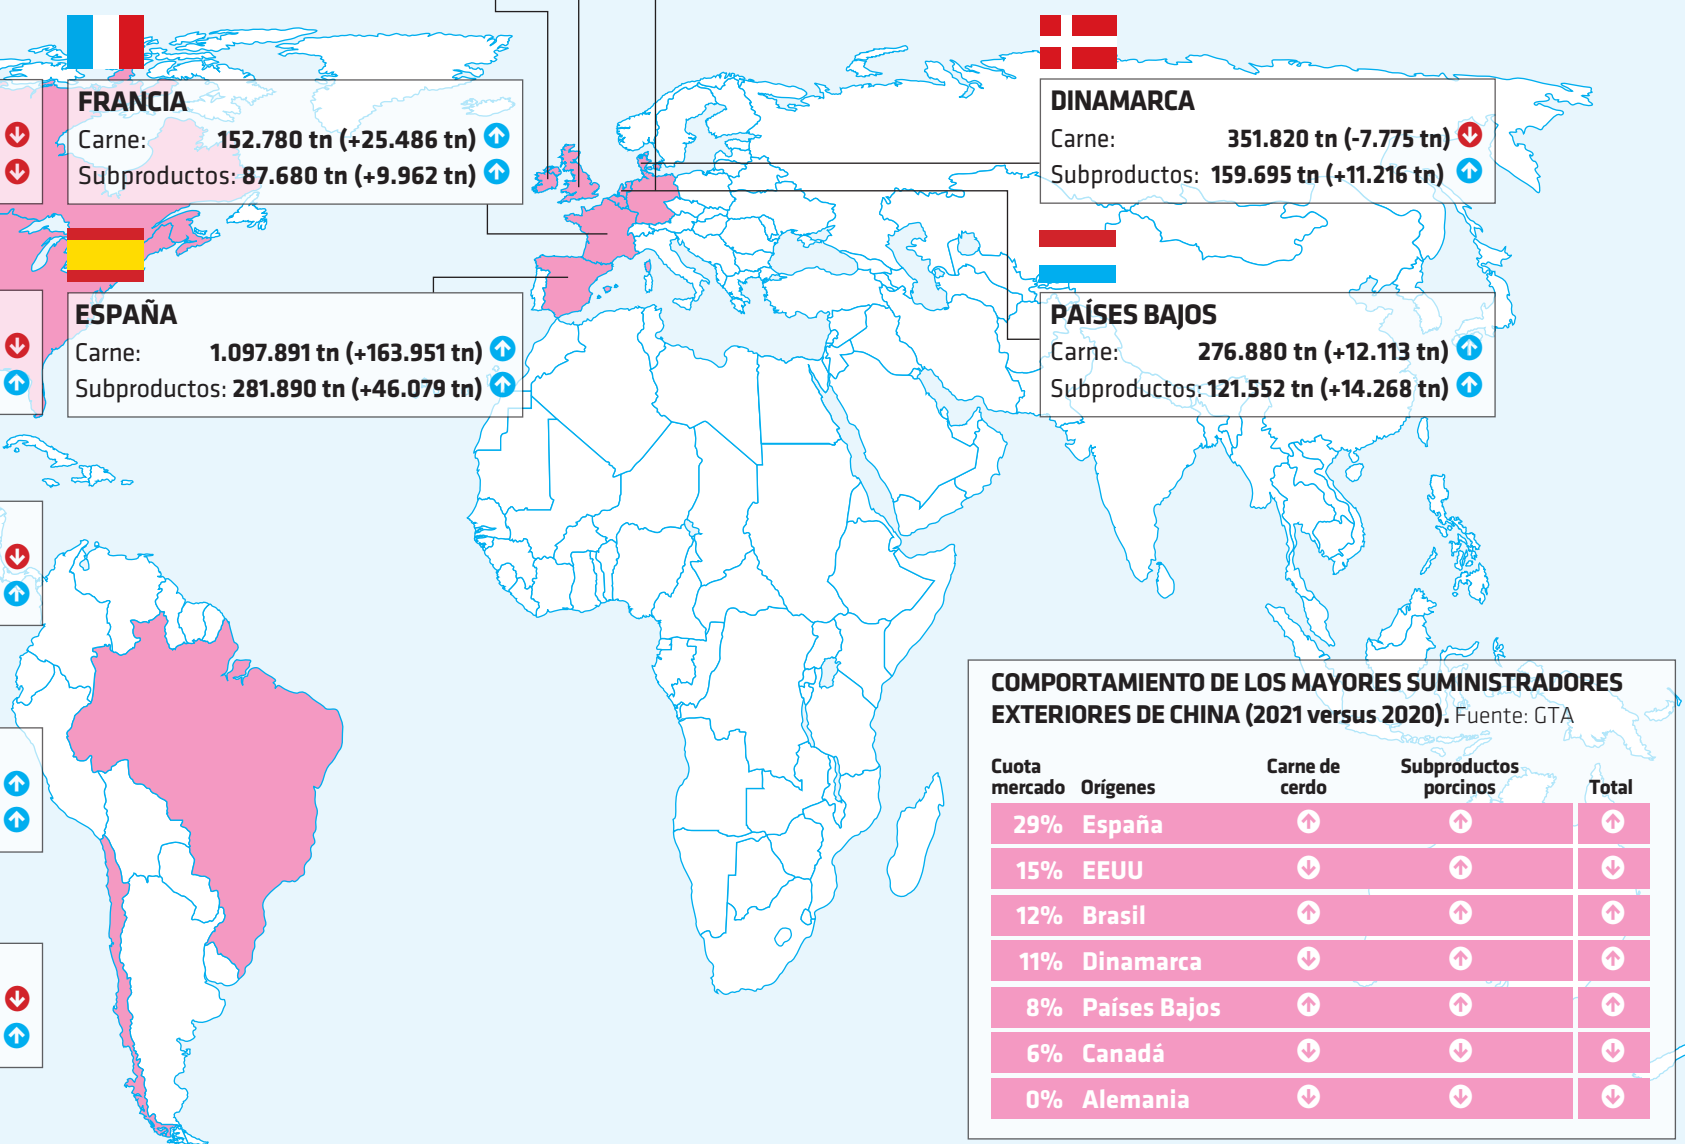 FRANCIA
Carne: 152.780 tn (+25.486 tn)
Subproductos: 87.680 tn (+9.962 tn)
ESPAÑA
Carne: 1.097.891 tn (+163.951 tn)
Subproductos: 281.890 tn (+46.079 tn)
DINAMARCA
Carne: 351.820 tn (-7.775 tn)
Subproductos: 159.695 tn (+11.216 tn)
PAÍSES BAJOS
Carne: 276.880 tn (+12.113 tn)
Subproductos: 121.552 tn (+14.268 tn)
COMPORTAMIENTO DE LOS MAYORES SUMINISTRADORES
EXTERIORES DE CHINA (2021 versus 2020). Fuente: GTA
Cuota mercado Orígenes Carne de cerdo Subproductos porcinos Total
29% España
15% EEUU
12% Brasil
11% Dinamarca
8% Países Bajos
6% Canadá
0% Alemania